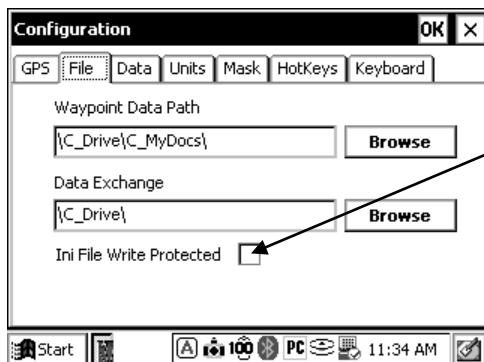 Configuration OK ×
GPS File Data Units Mask HotKeys Keyboard
Waypoint Data Path
\C_Drive\C_MyDocs\ Browse
Data Exchange
\C_Drive\ Browse
Ini File Write Protected
Start A 100 PC 11:34 AM